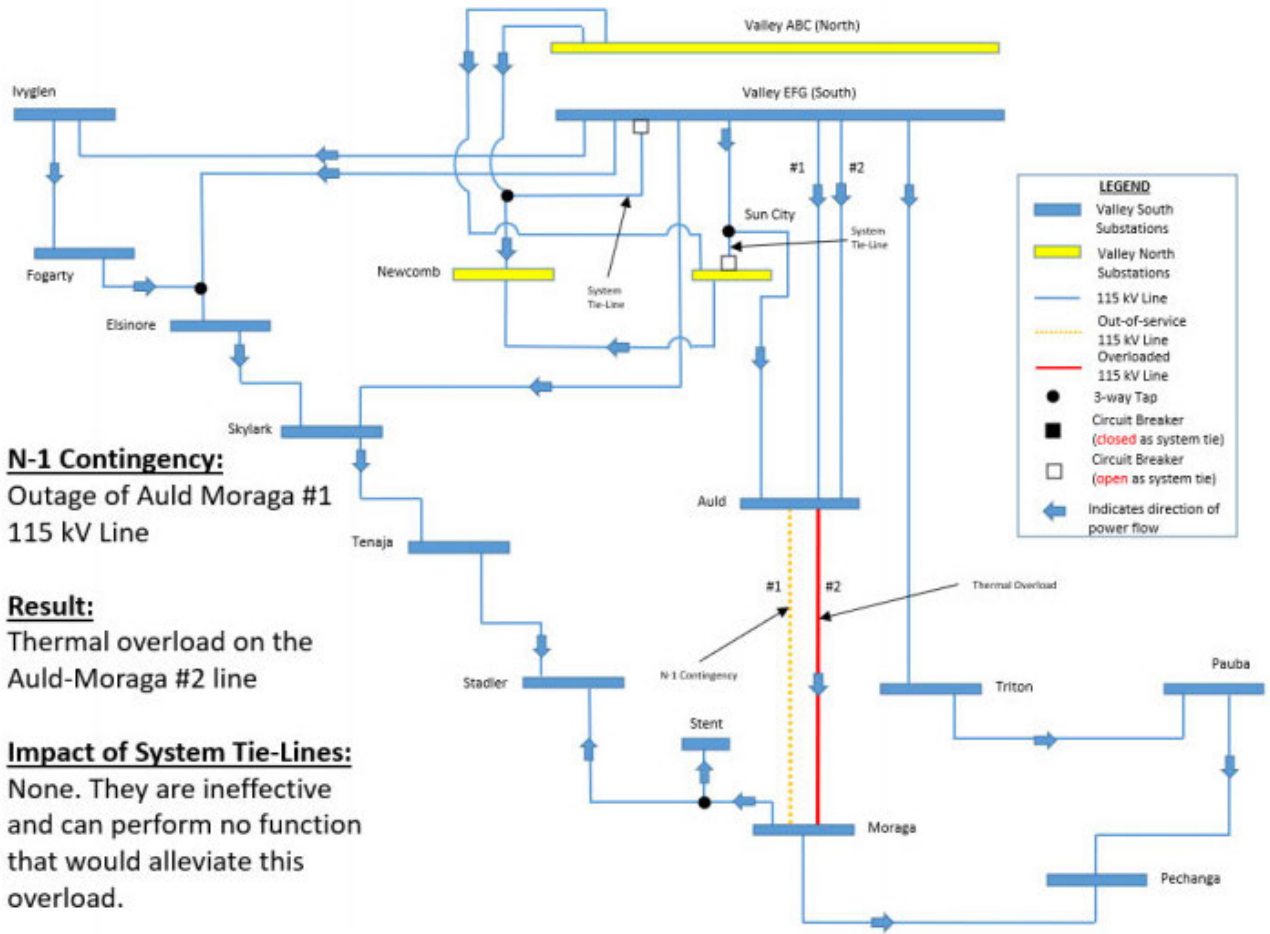 Valley ABC (North)
Ivyglen
Valley EFG (South)
#1
#2
LEGEND
Valley South
Substations
Valley North
Substations
115 kV Line
Out-of-service
115 kV Line
Overloaded
115 kV Line
3-way Tap
Circuit Breaker
(closed as system tie)
Circuit Breaker
(open as system tie)
Indicates direction of
power flow
Sun City
System
Tie-Line
Fogarty
Newcomb
System
Tie-Line
Elsinore
Skylark
N-1 Contingency:
Outage of Auld Moraga #1
115 kV Line
Auld
Tenaja
#1
#2
Thermal Overload
Result:
Thermal overload on the
Auld-Moraga #2 line
N-1 Contingency
Stadler
Triton
Pauba
Stent
Impact of System Tie-Lines:
None. They are ineffective
and can perform no function
that would alleviate this
overload.
Moraga
Pechanga